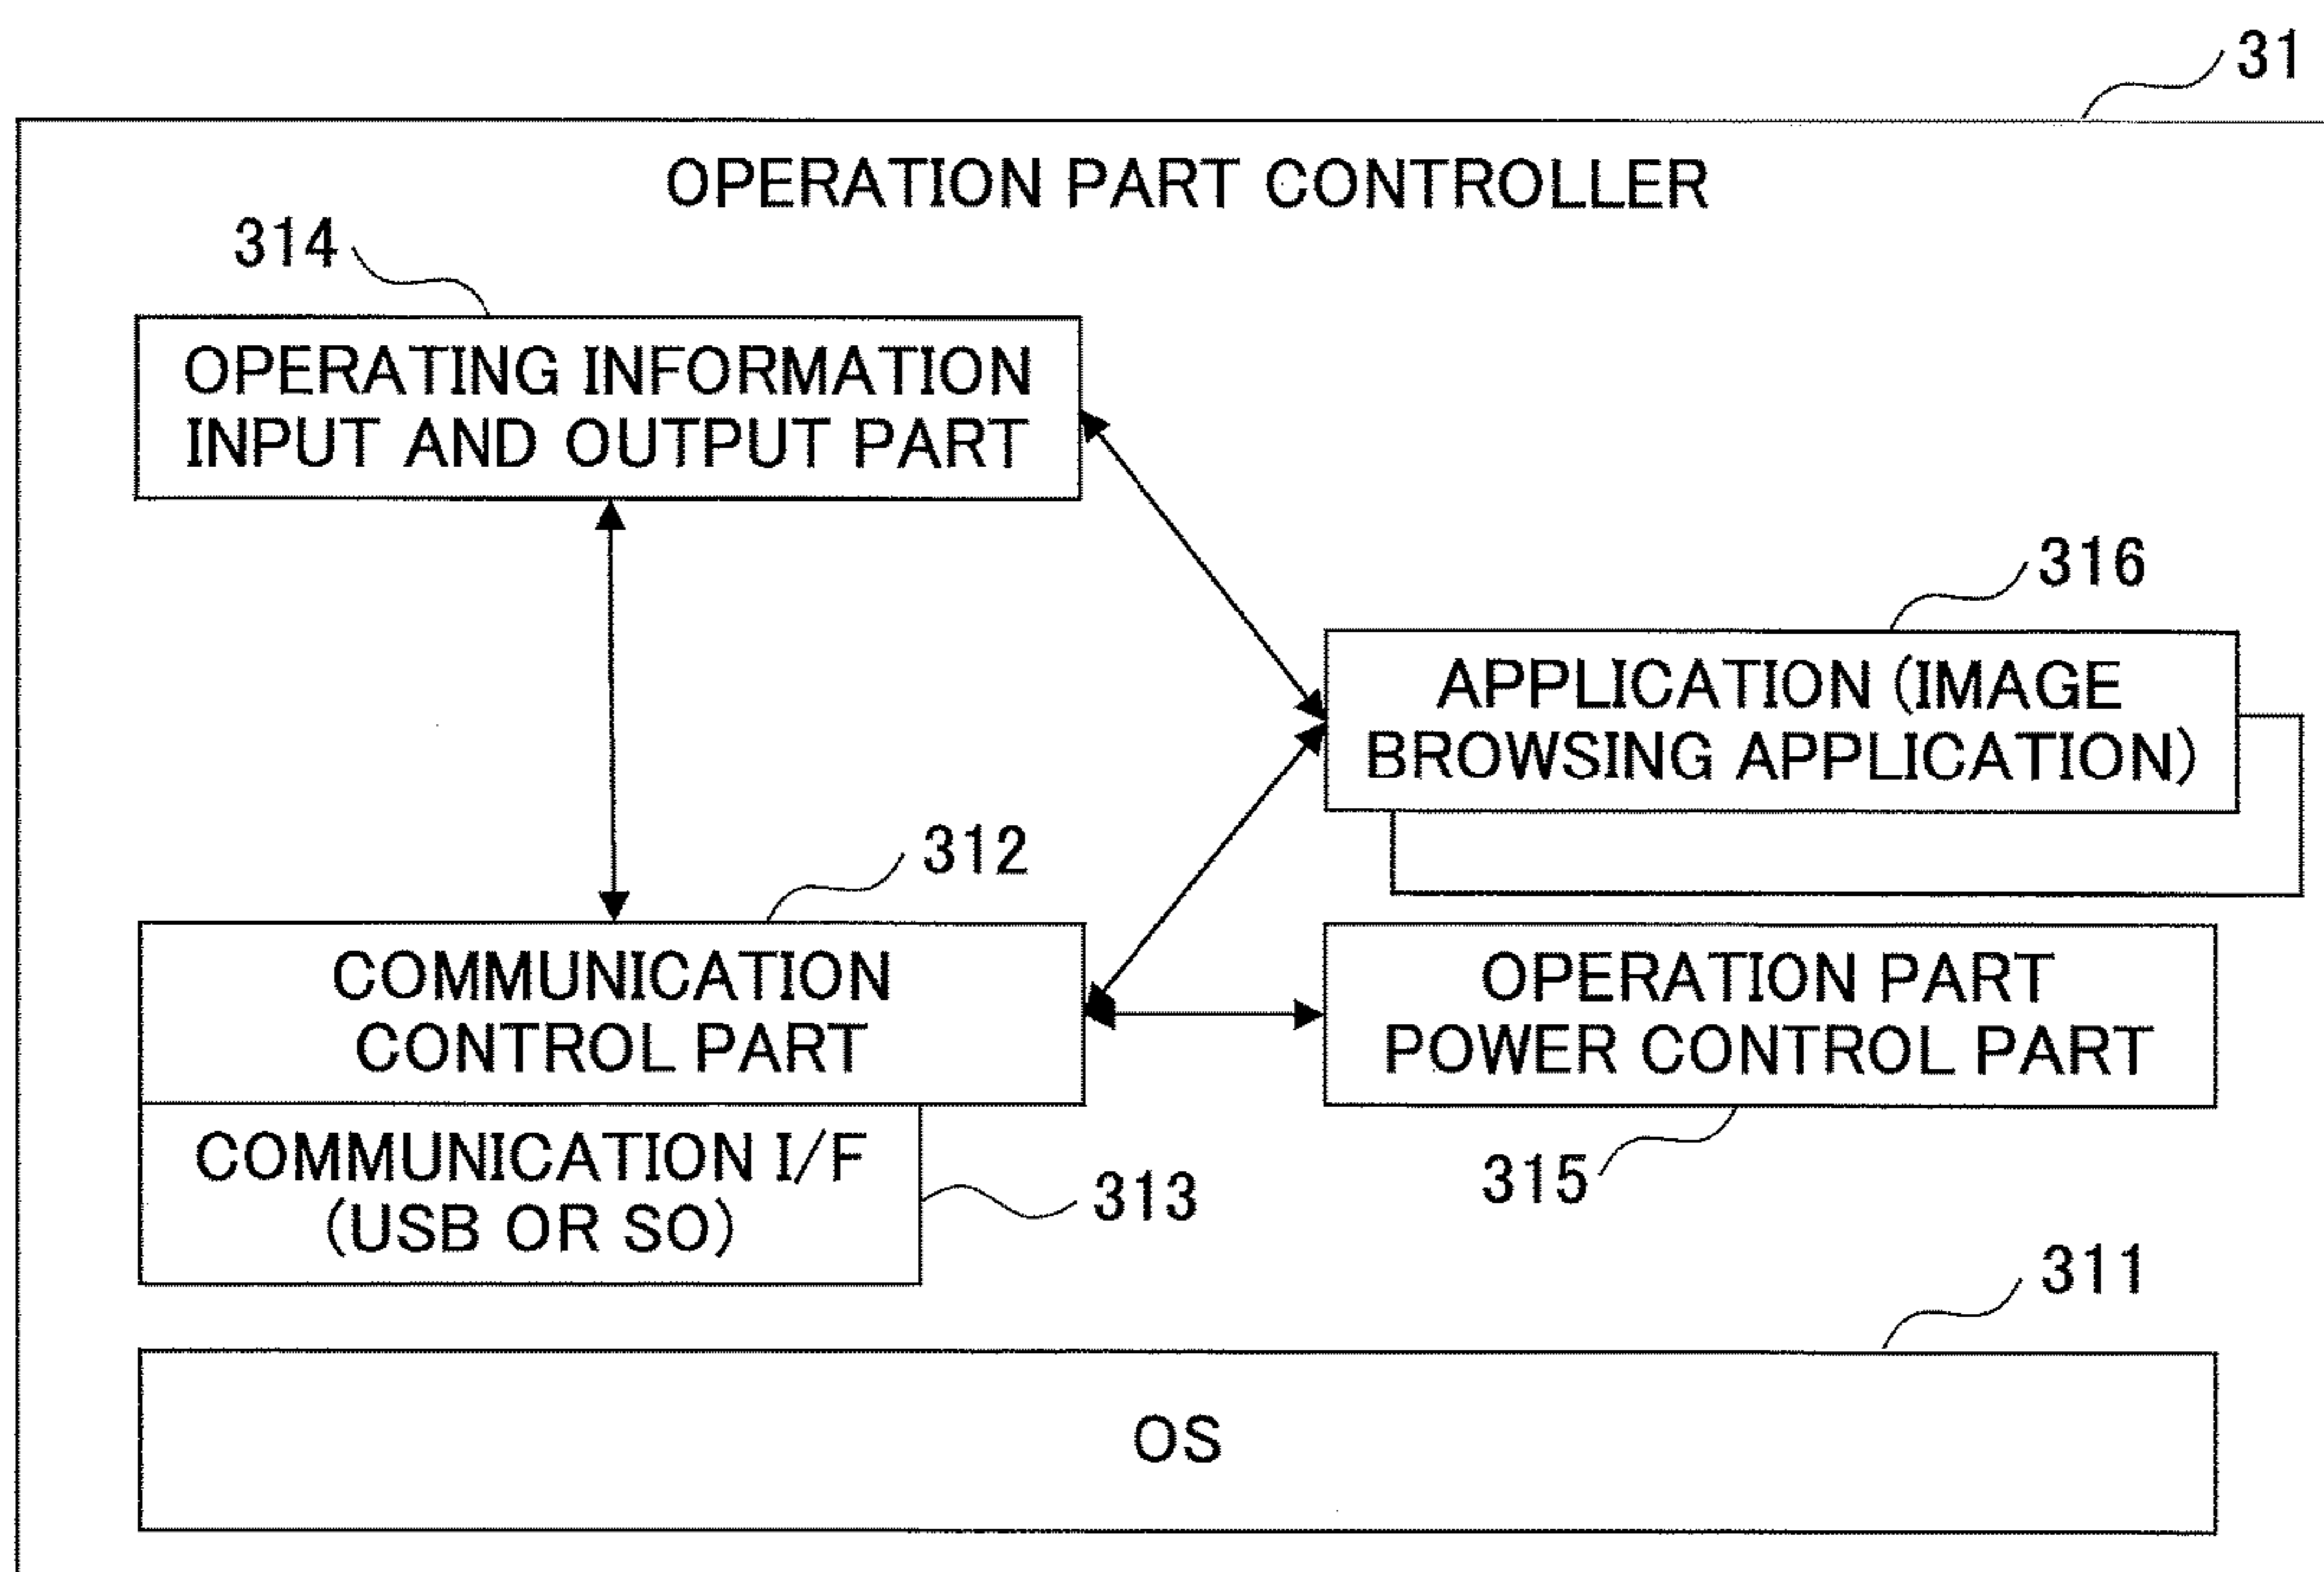 31
OPERATION PART CONTROLLER
314
OPERATING INFORMATION
INPUT AND OUTPUT PART
316
APPLICATION (IMAGE
BROWSING APPLICATION)
312
COMMUNICATION
CONTROL PART
OPERATION PART
POWER CONTROL PART
COMMUNICATION I/F
(USB OR SO)
313
315
311
OS